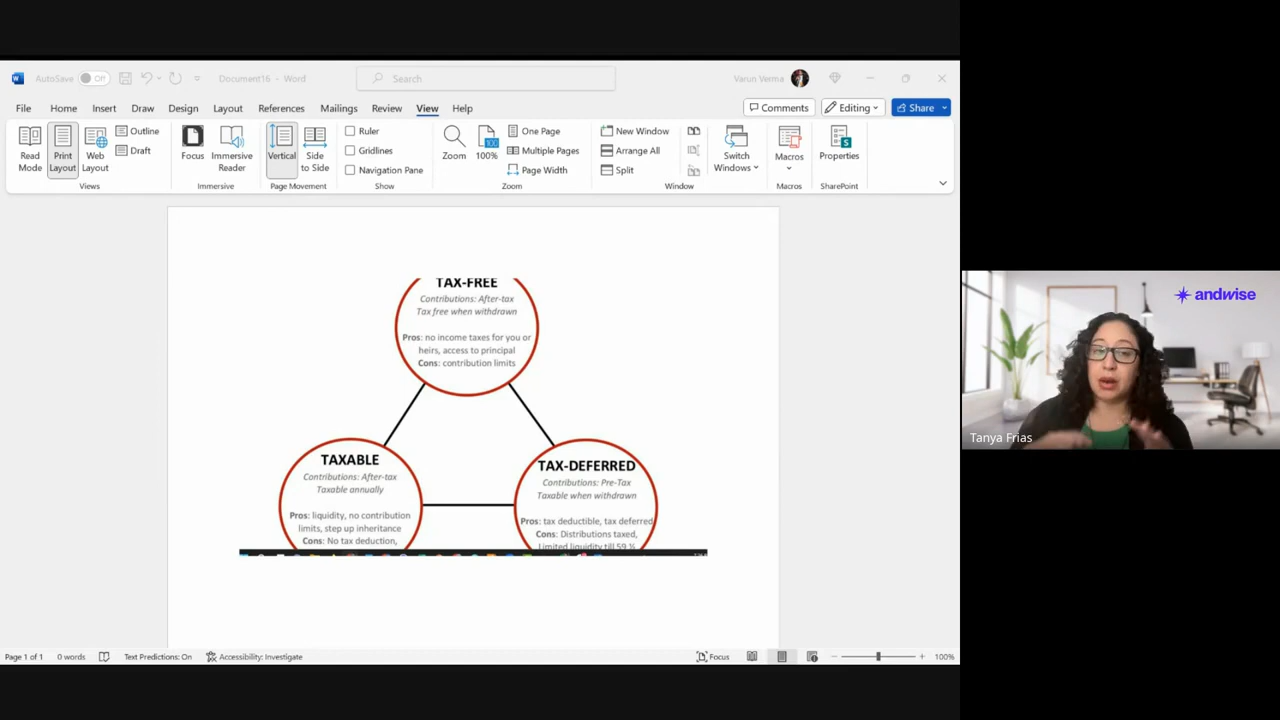 AutoSave Off Document16 - Word Search Varun Verma
File Home Insert Draw Design Layout References Mailings Review View Help Comments Editing Share
Read Mode
Print Layout
Web Layout
Outline
Draft
Views
Focus
Immersive Reader
Immersive
Vertical
Side to Side
Page Movement
Ruler
Gridlines
Navigation Pane
Show
Zoom
100
100%
One Page
Multiple Pages
Page Width
Zoom
New Window
Arrange All
Split
Switch Windows
Window
Macros
Macros
Properties
SharePoint
TAX-FREE
Contributions: After-tax
Tax free when withdrawn
Pros: no income taxes for you or
heirs, access to principal
Cons: contribution limits
TAXABLE
Contributions: After-tax
Taxable annually
Pros: liquidity, no contribution
limits, step up inheritance
Cons: No tax deduction,
TAX-DEFERRED
Contributions: Pre-Tax
Taxable when withdrawn
Pros: tax deductible, tax deferred
Cons: Distributions taxed,
Limited liquidity till 59 ½
andwise
Tanya Frias
Page 1 of 1 0 words Text Predictions: On Accessibility: Investigate Focus 100%